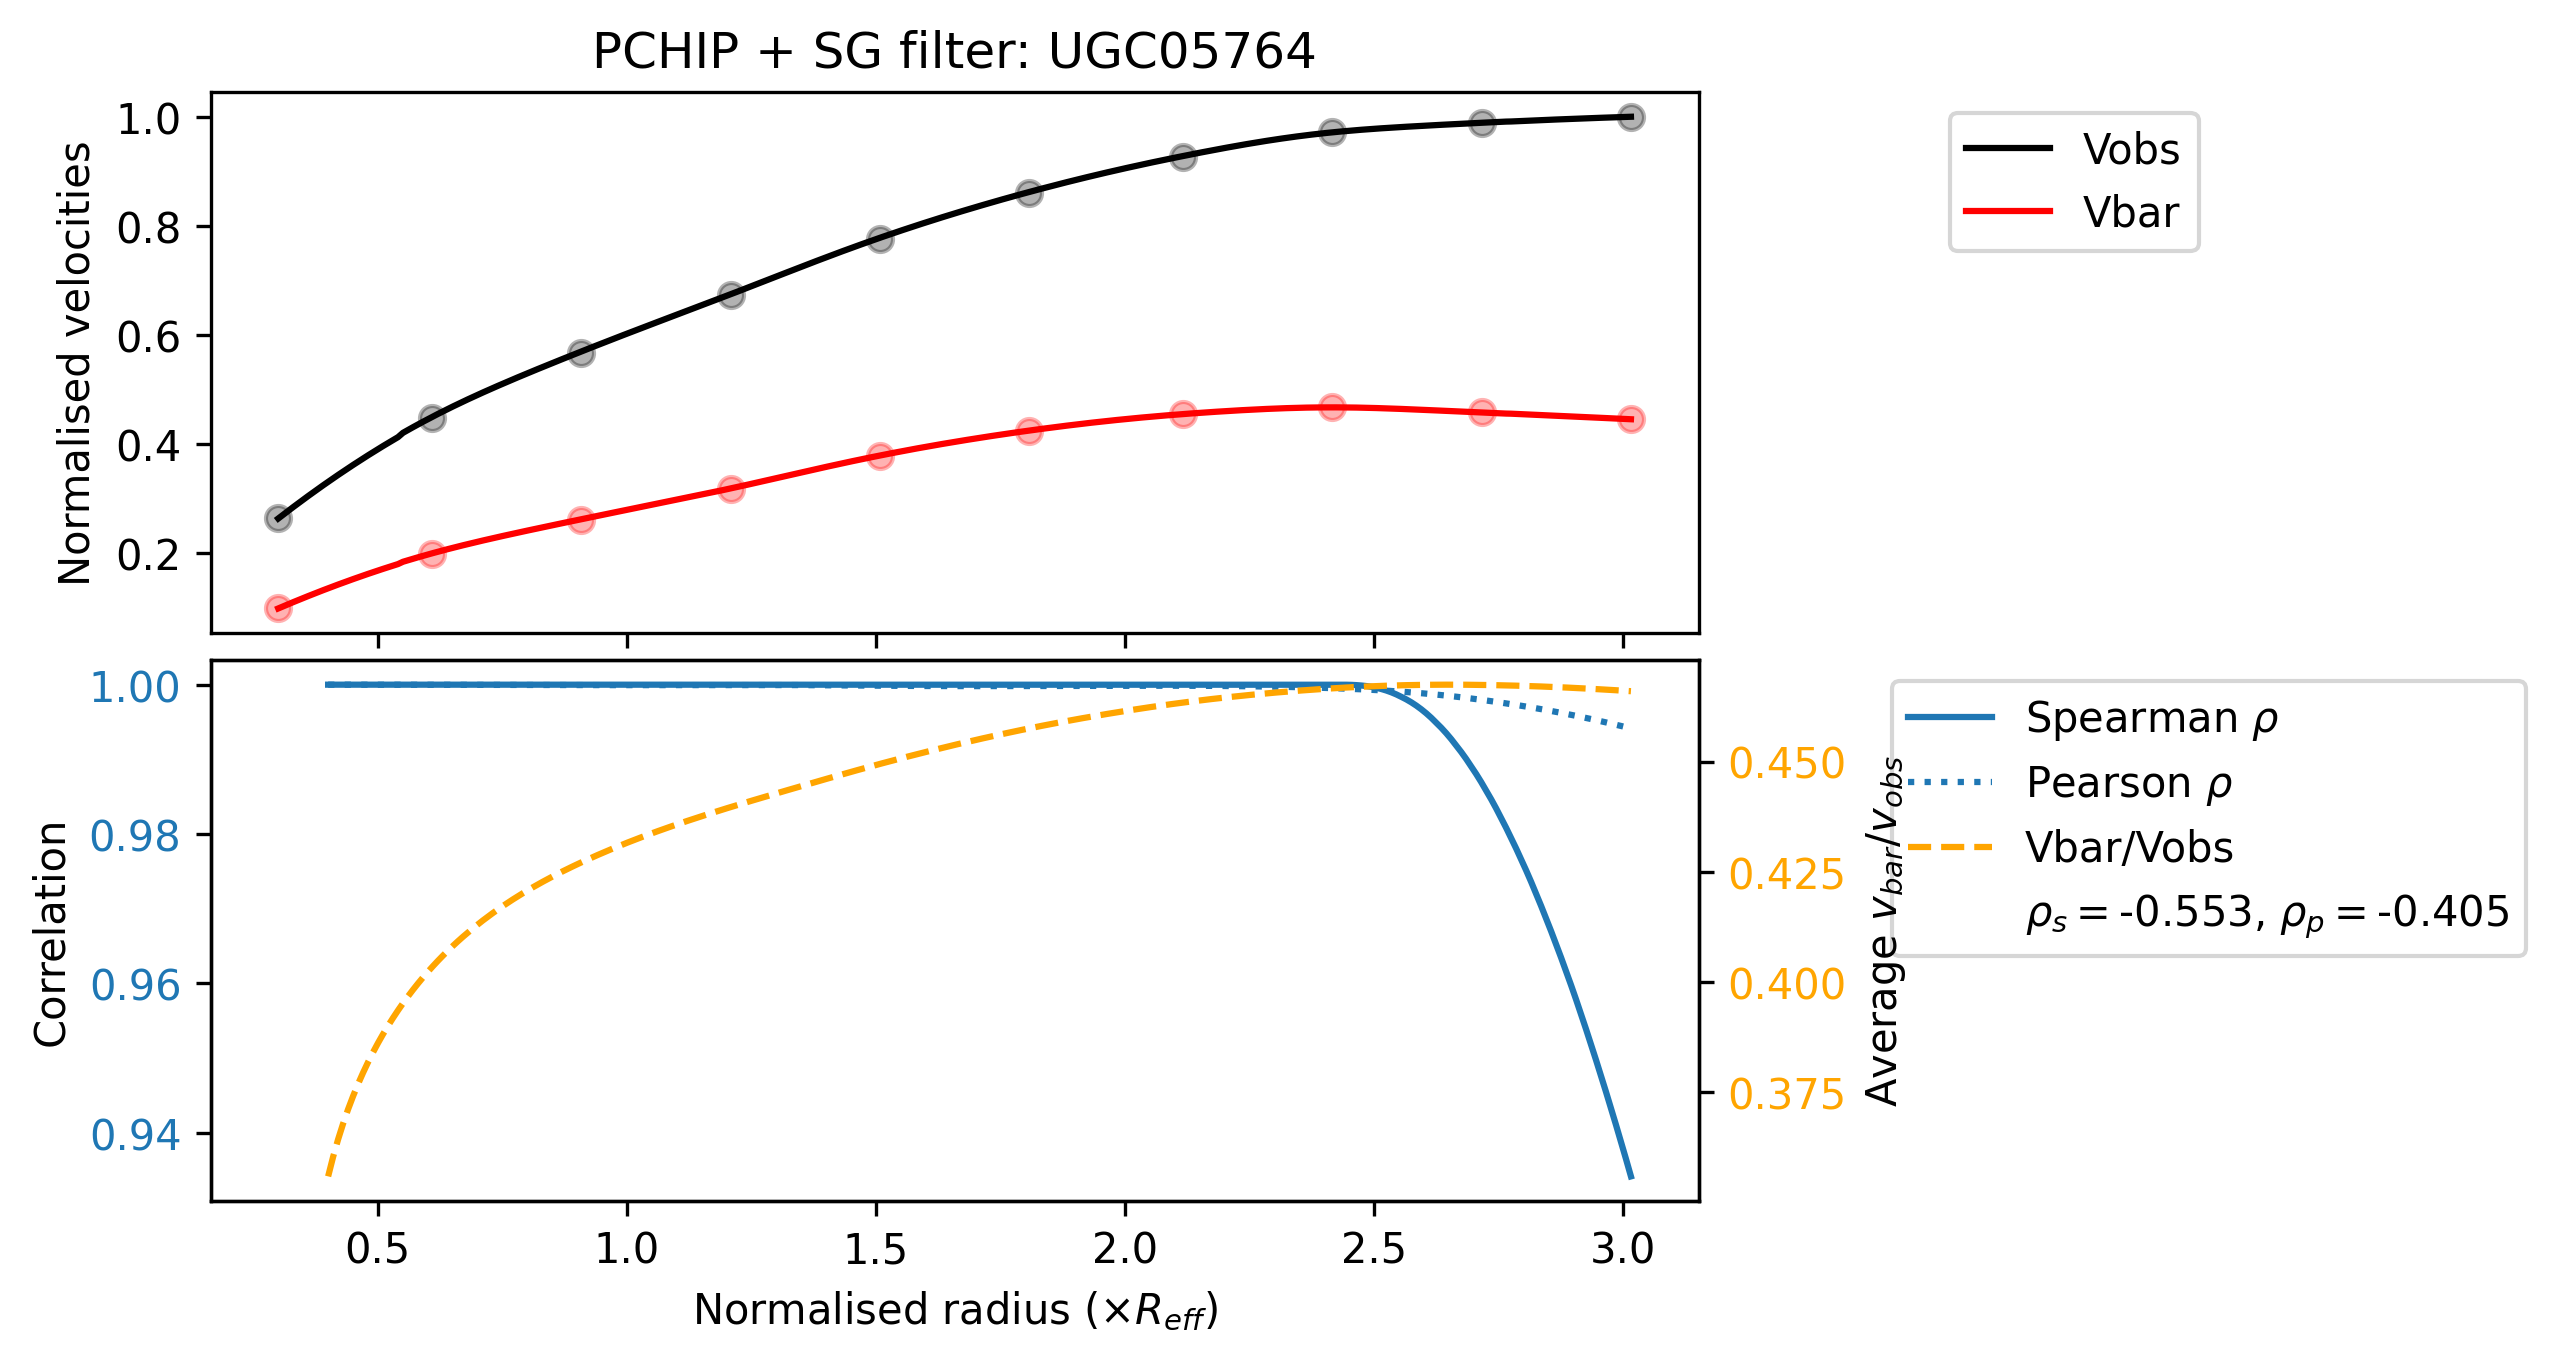 PCHIP + SG filter: UGC05764
Normalised velocities
1.0
0.8
0.6
0.4
0.2
Vobs
Vbar
Correlation
1.00
0.98
0.96
0.94
0.450
0.425
0.400
0.375
Average v_bar/v_obs
Spearman ρ
Pearson ρ
Vbar/Vobs
ρ_s = -0.553, ρ_p = -0.405
0.5 1.0 1.5 2.0 2.5 3.0
Normalised radius (×R_eff)